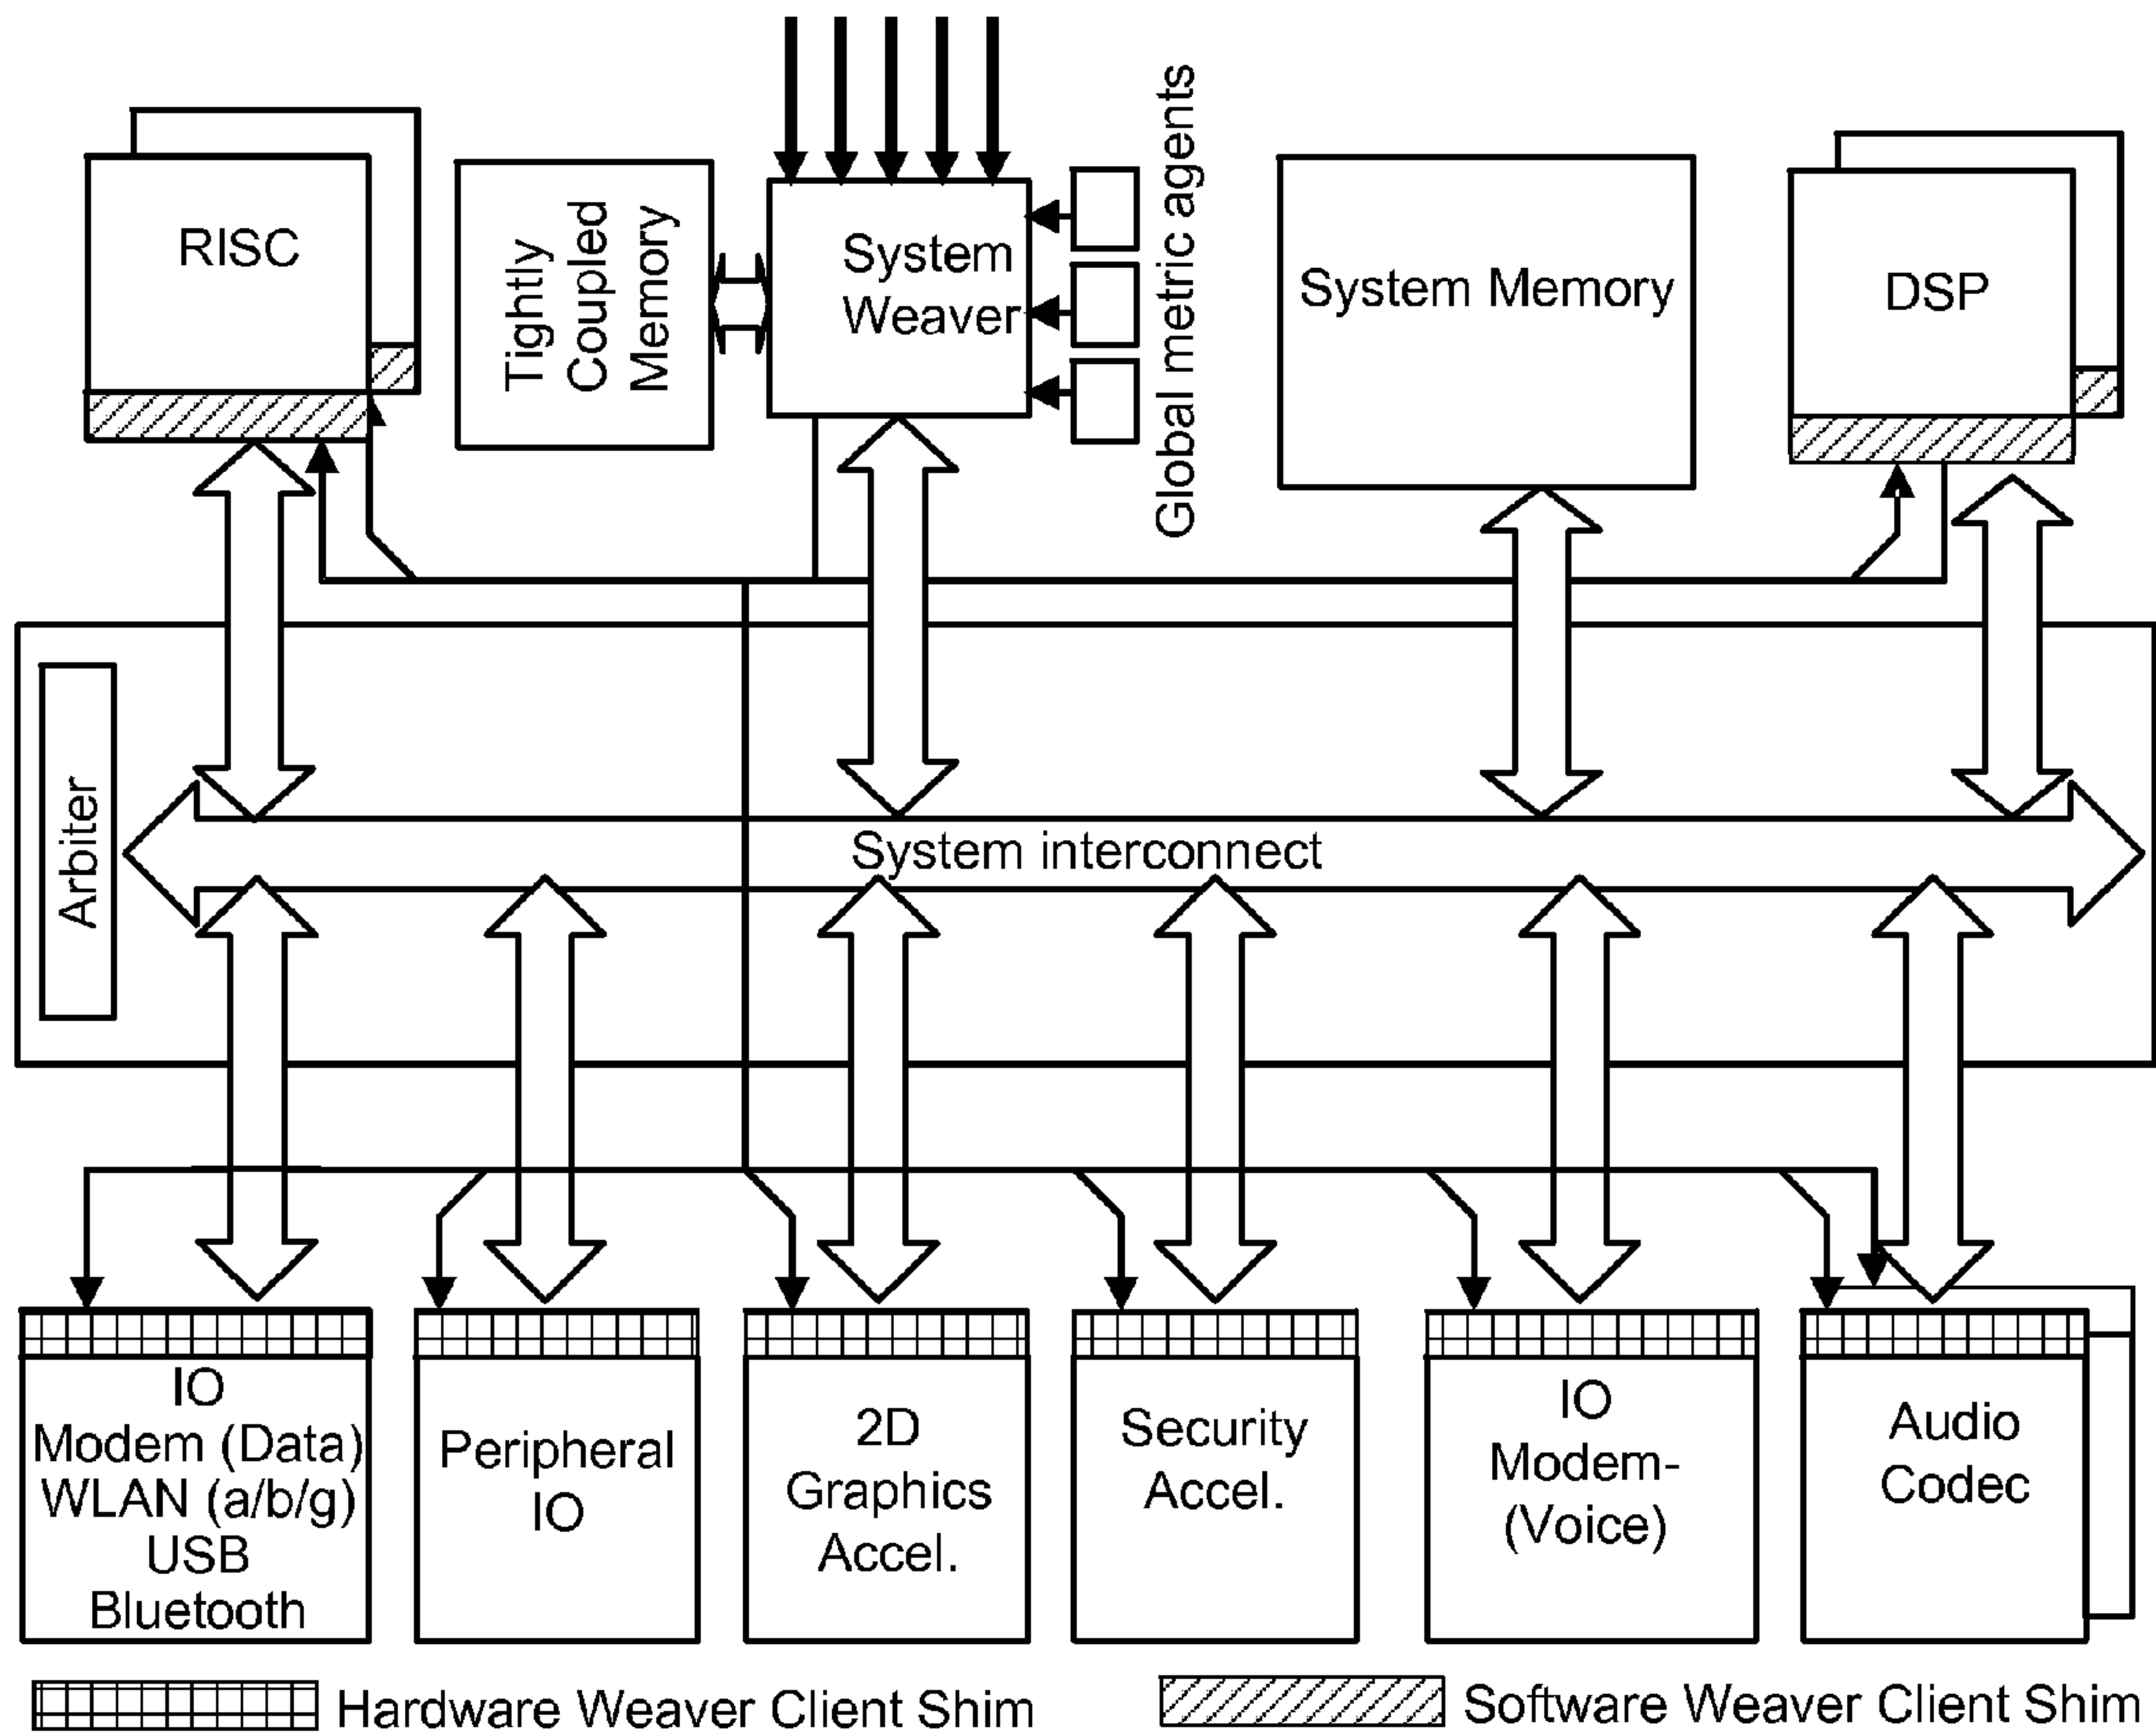 RISC
Tightly
Coupled
Memory
System
Weaver
Global metric agents
System Memory
DSP
Arbiter
System interconnect
IO
Modem (Data)
WLAN (a/b/g)
USB
Bluetooth
Peripheral
IO
2D
Graphics
Accel.
Security
Accel.
IO
Modem-
(Voice)
Audio
Codec
Hardware Weaver Client Shim
Software Weaver Client Shim